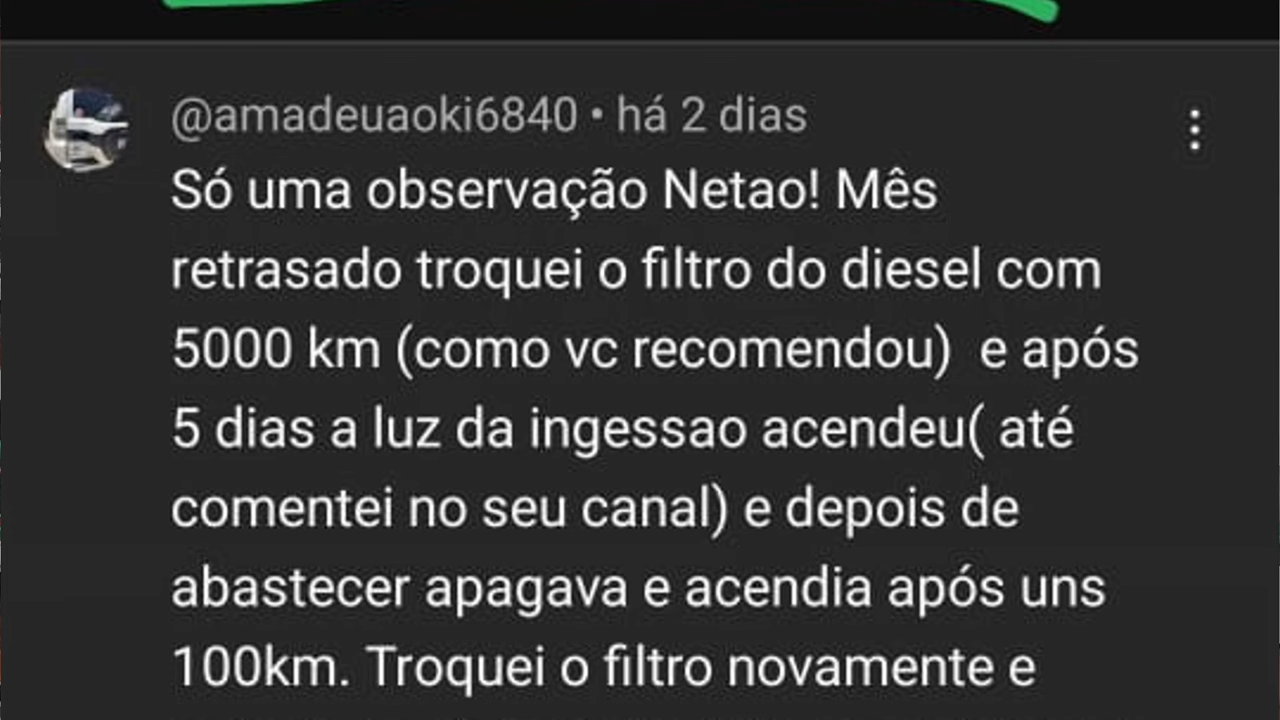 @amadeuaoki6840 • há 2 dias
Só uma observação Netao! Mês
retrasado troquei o filtro do diesel com
5000 km (como vc recomendou)  e após
5 dias a luz da ingessao acendeu( até
comentei no seu canal) e depois de
abastecer apagava e acendia após uns
100km. Troquei o filtro novamente e